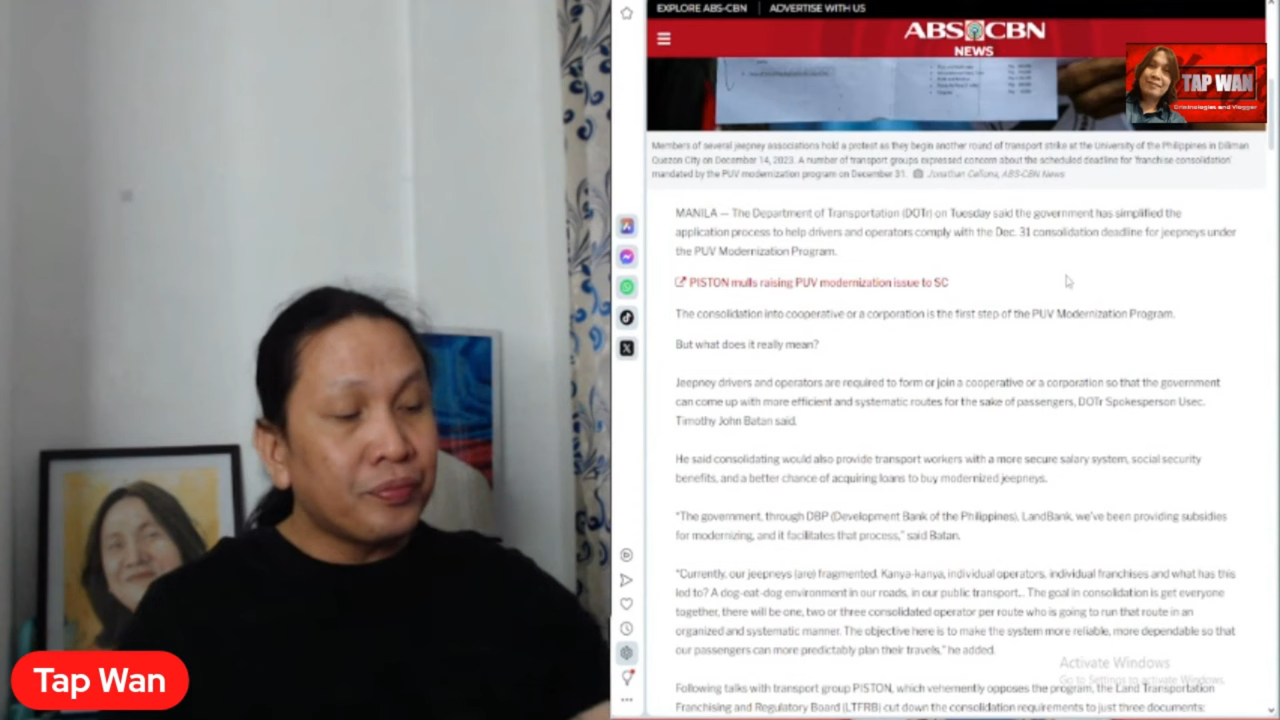 EXPLORE ABS-CBN
ADVERTISE WITH US
ABS CBN
NEWS
TAP WAN
Criminologist and Vlogger
Members of several jeepney associations hold a protest as they begin another round of transport strike at the University of the Philippines in Diliman
Quezon City on December 14, 2023. A number of transport groups expressed concern about the scheduled deadline for 'franchise consolidation'
mandated by the PUV modernization program on December 31. Jonathan Cellona, ABS-CBN News
MANILA — The Department of Transportation (DOTr) on Tuesday said the government has simplified the
application process to help drivers and operators comply with the Dec. 31 consolidation deadline for jeepneys under
the PUV Modernization Program.
PISTON mulls raising PUV modernization issue to SC
The consolidation into cooperative or a corporation is the first step of the PUV Modernization Program.
But what does it really mean?
Jeepney drivers and operators are required to form or join a cooperative or a corporation so that the government
can come up with more efficient and systematic routes for the sake of passengers, DOTr Spokesperson Usec.
Timothy John Batan said.
He said consolidating would also provide transport workers with a more secure salary system, social security
benefits, and a better chance of acquiring loans to buy modernized jeepneys.
"The government, through DBP (Development Bank of the Philippines), LandBank, we've been providing subsidies
for modernizing, and it facilitates that process," said Batan.
"Currently, our jeepneys (are) fragmented. Kanya-kanya, individual operators, individual franchises and what has this
led to? A dog-eat-dog environment in our roads, in our public transport... The goal in consolidation is get everyone
together, there will be one, two or three consolidated operator per route who is going to run that route in an
organized and systematic manner. The objective here is to make the system more reliable, more dependable so that
our passengers can more predictably plan their travels," he added.
Activate Windows
Go to Settings to activate Windows.
Following talks with transport group PISTON, which vehemently opposes the program, the Land Transportation
Franchising and Regulatory Board (LTFRB) cut down the consolidation requirements to just three documents:
Tap Wan